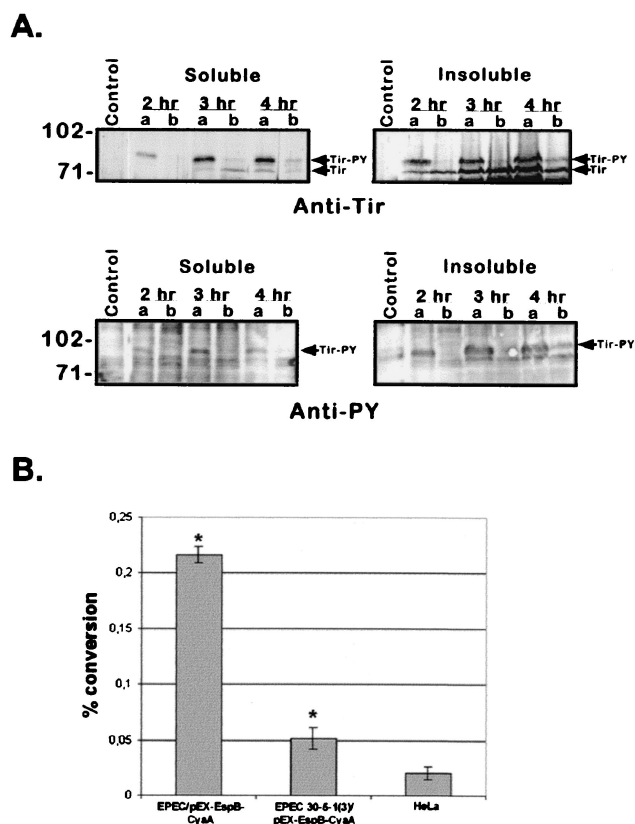 A.
Soluble
Insoluble
Control
2 hr 3 hr 4 hr
a b a b a b
Control
2 hr 3 hr 4 hr
a b a b a b
102-
71-
Tir-PY
Tir
Tir-PY
Tir
Anti-Tir
Soluble
Insoluble
Control
2 hr 3 hr 4 hr
a b a b a b
Control
2 hr 3 hr 4 hr
a b a b a b
102-
71-
Tir-PY
Tir-PY
Anti-PY
B.
% conversion
0,25
0,2
0,15
0,1
0,05
0
*
*
EPEC/pEX-EspB-
CyaA
EPEC 30-5-1(3)/
pEX-EspB-CyaA
HeLa